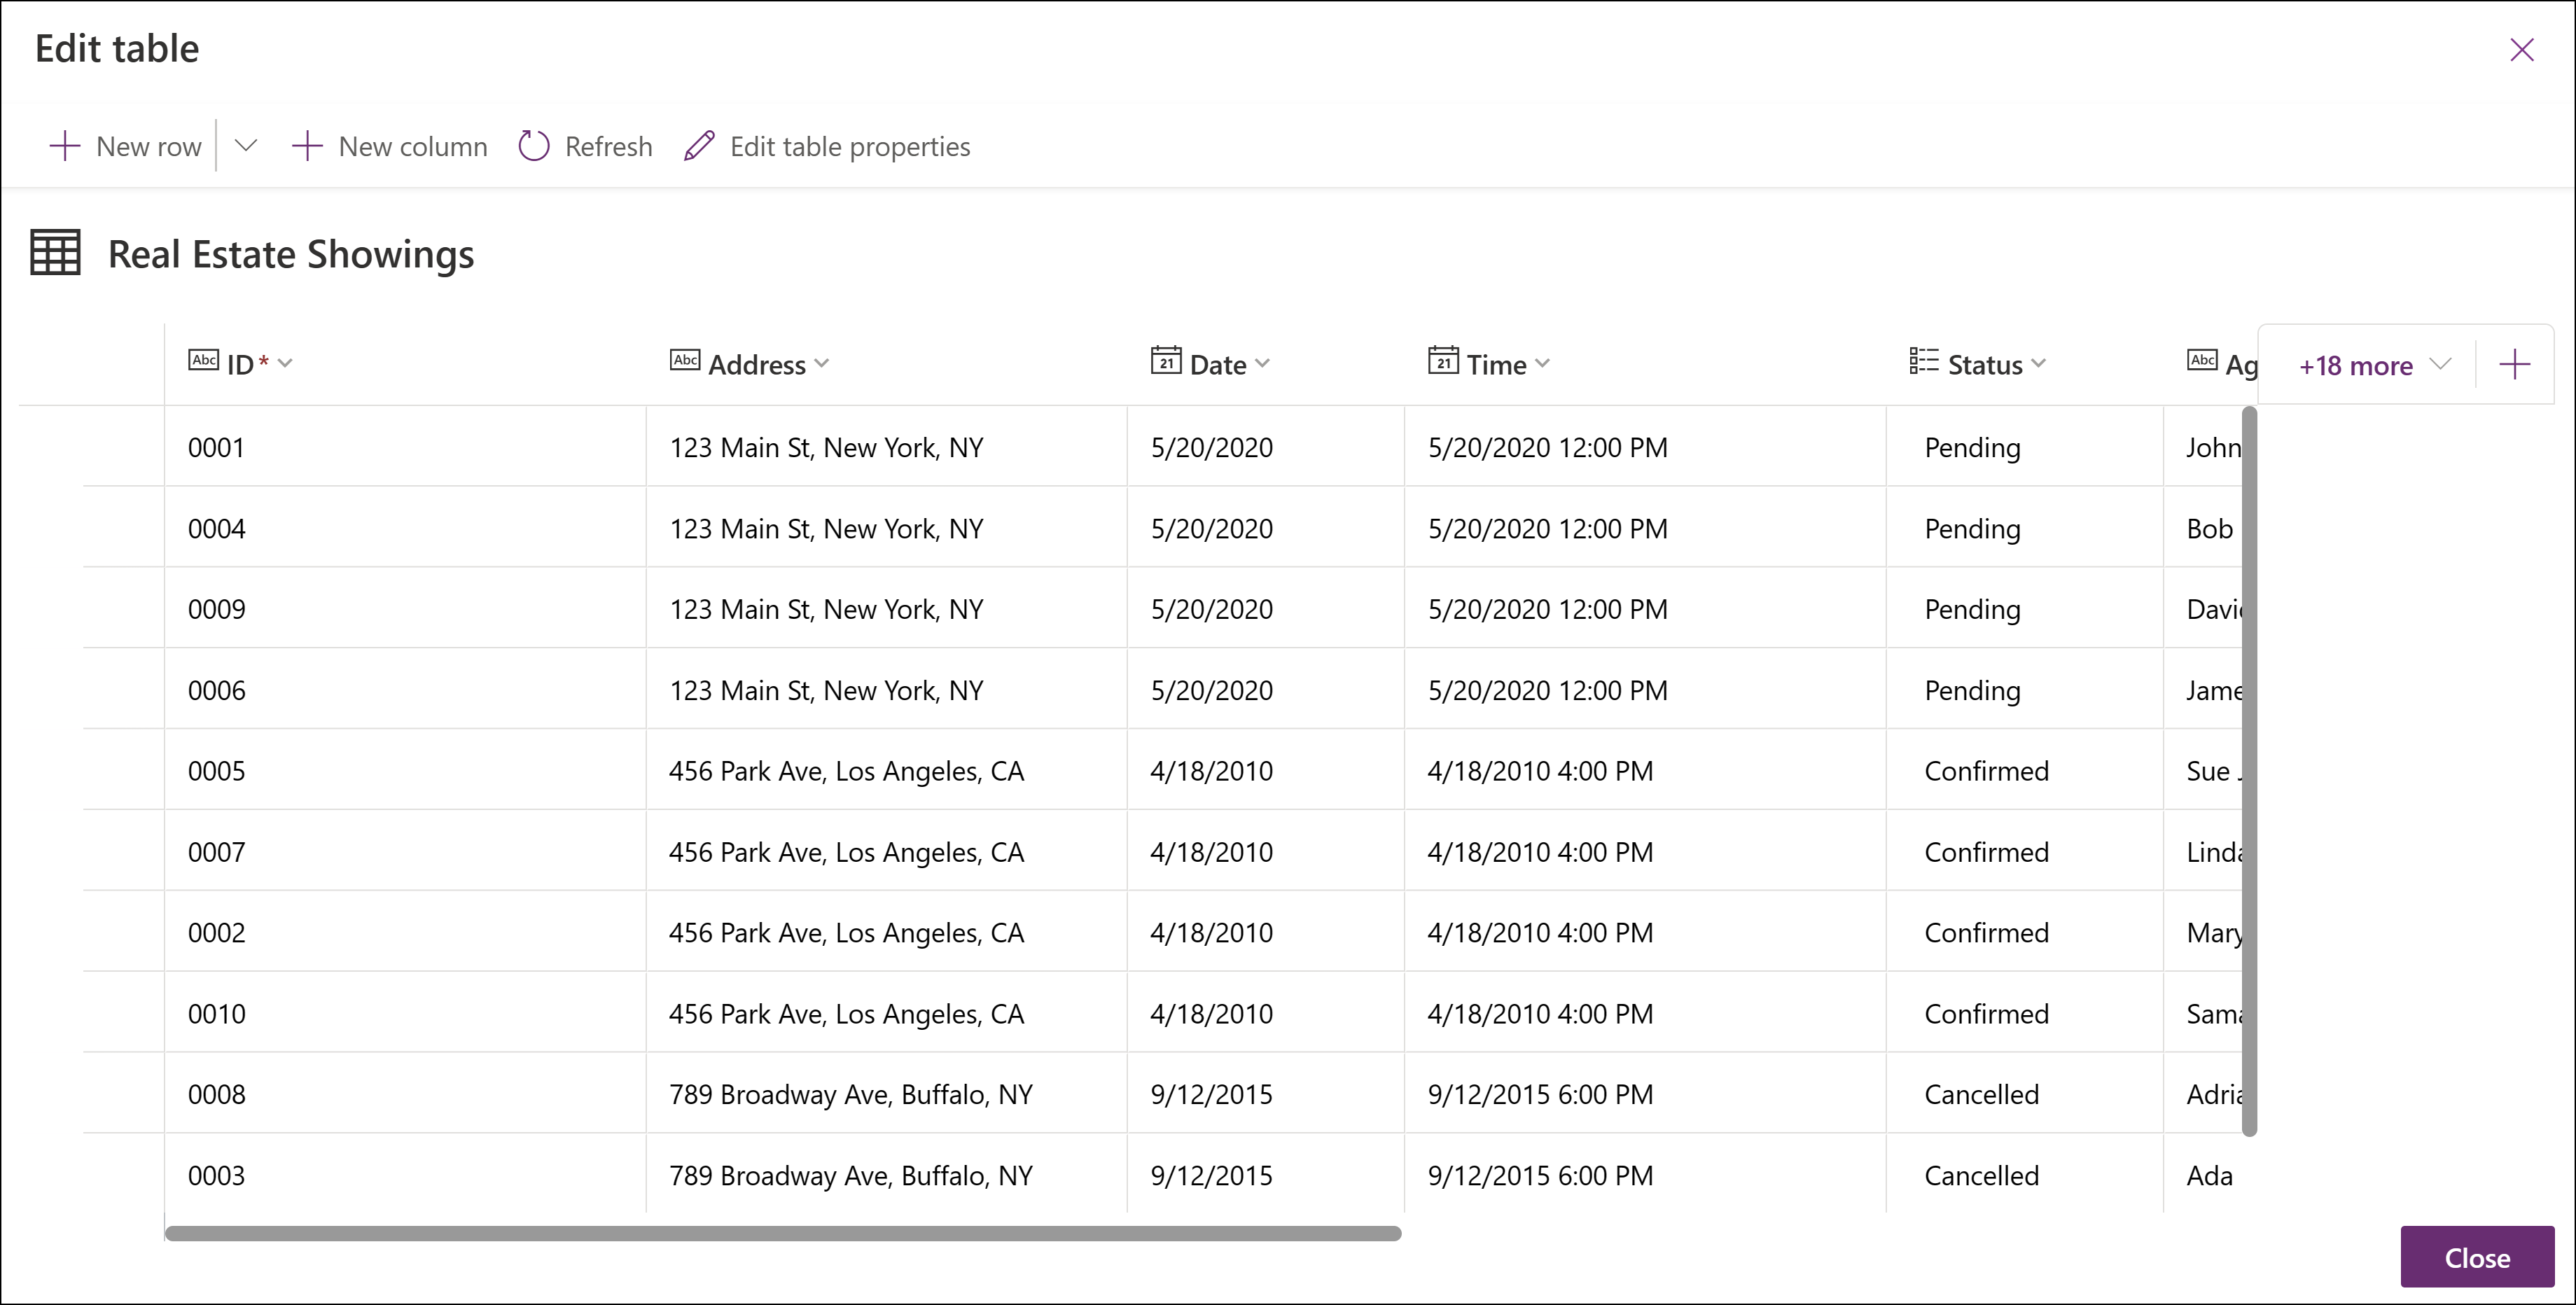 Edit table
New row New column Refresh Edit table properties
Real Estate Showings
Abc ID* Abc Address 21 Date 21 Time Status Abc +18 more
0001 123 Main St, New York, NY 5/20/2020 5/20/2020 12:00 PM Pending John
0004 123 Main St, New York, NY 5/20/2020 5/20/2020 12:00 PM Pending Bob
0009 123 Main St, New York, NY 5/20/2020 5/20/2020 12:00 PM Pending
0006 123 Main St, New York, NY 5/20/2020 5/20/2020 12:00 PM Pending
0005 456 Park Ave, Los Angeles, CA 4/18/2010 4/18/2010 4:00 PM Confirmed Sue
0007 456 Park Ave, Los Angeles, CA 4/18/2010 4/18/2010 4:00 PM Confirmed
0002 456 Park Ave, Los Angeles, CA 4/18/2010 4/18/2010 4:00 PM Confirmed Mary
0010 456 Park Ave, Los Angeles, CA 4/18/2010 4/18/2010 4:00 PM Confirmed
0008 789 Broadway Ave, Buffalo, NY 9/12/2015 9/12/2015 6:00 PM Cancelled
0003 789 Broadway Ave, Buffalo, NY 9/12/2015 9/12/2015 6:00 PM Cancelled Ada
Close